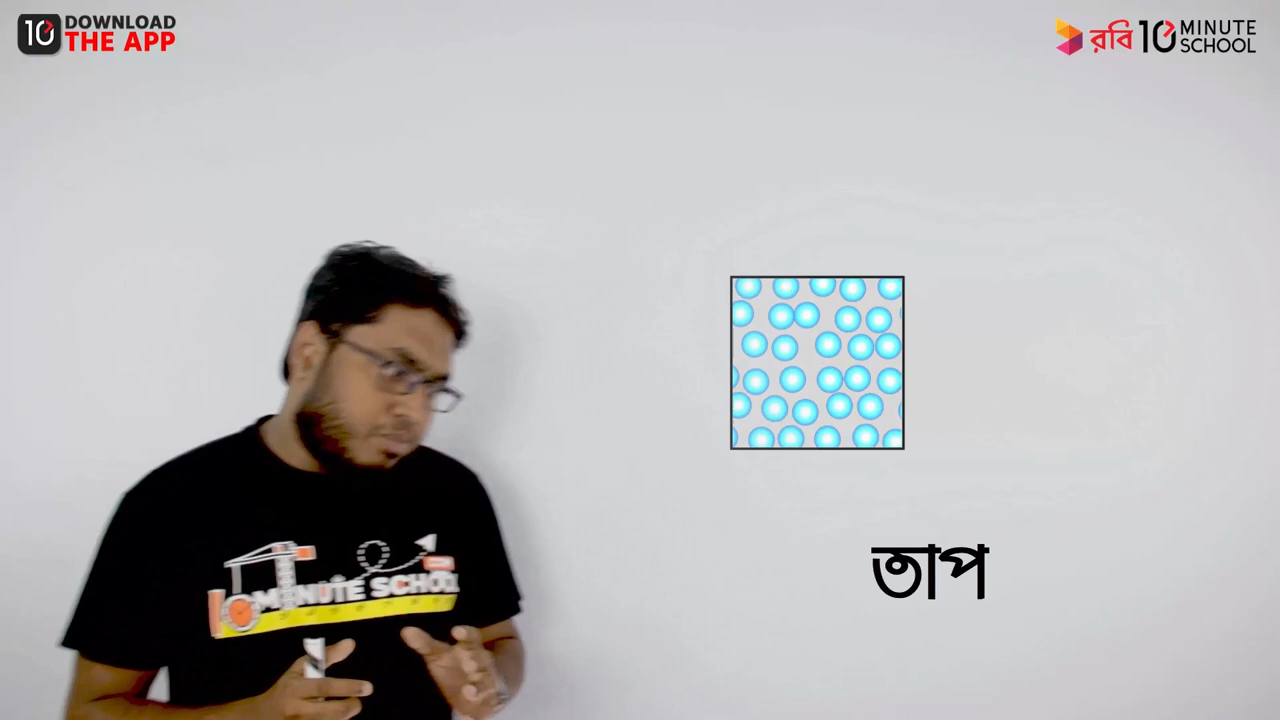 10 DOWNLOAD
THE APP
রবি 10 MINUTE
SCHOOL
10 MINUTE SCHOOL
তাপ